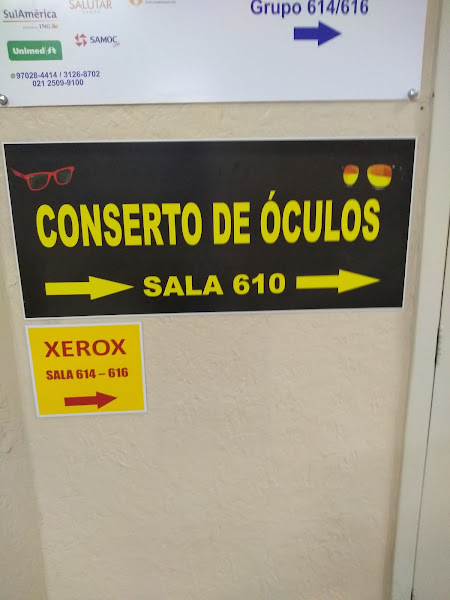 SulAmérica
SALUTAR
Grupo 614/616
Unimed
SAMOC
97028-4414 / 3126-8702
021 2509-9100
CONSERTO DE ÓCULOS
SALA 610
XEROX
SALA 614 – 616